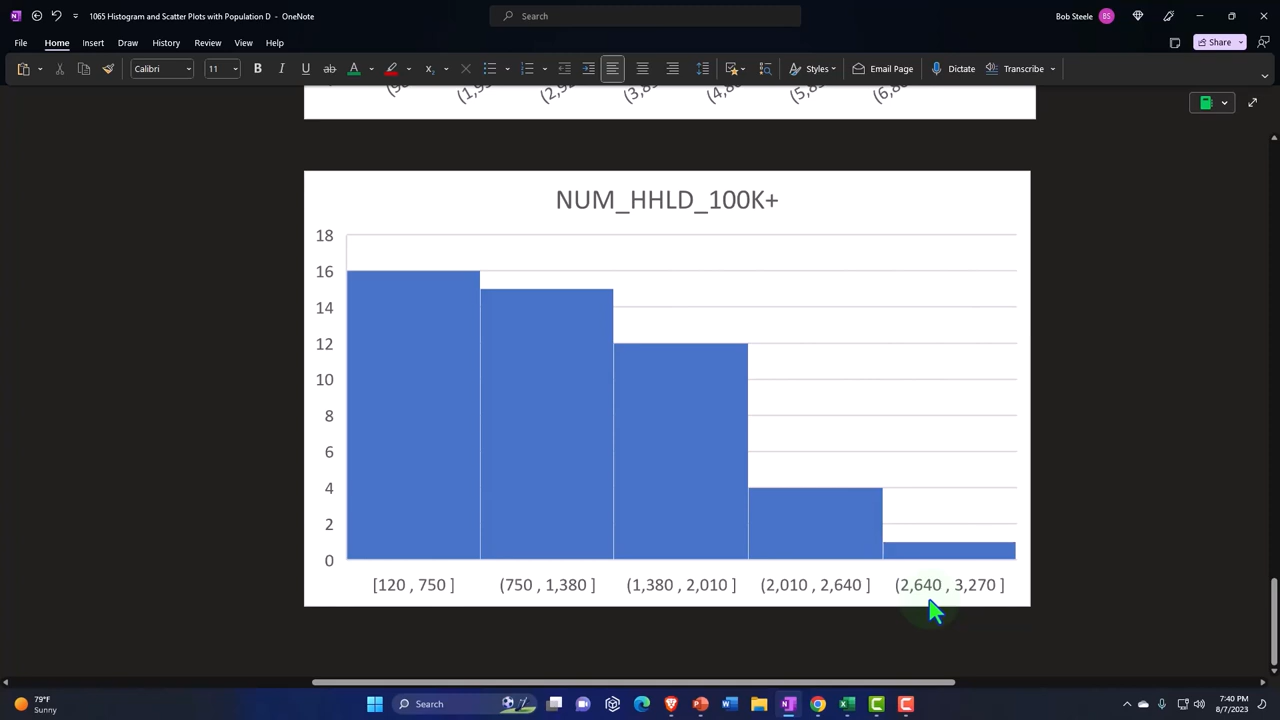 1065 Histogram and Scatter Plots with Population D - OneNote
Search
Bob Steele BS
File Home Insert Draw History Review View Help
Share
Calibri 11 B I U ab A Styles Email Page Dictate Transcribe
NUM_HHLD_100K+
18
16
14
12
10
8
6
4
2
0
[120 , 750 ] (750 , 1,380 ] (1,380 , 2,010 ] (2,010 , 2,640 ] (2,640 , 3,270 ]
79°F
Sunny
Search
7:40 PM
8/7/2023